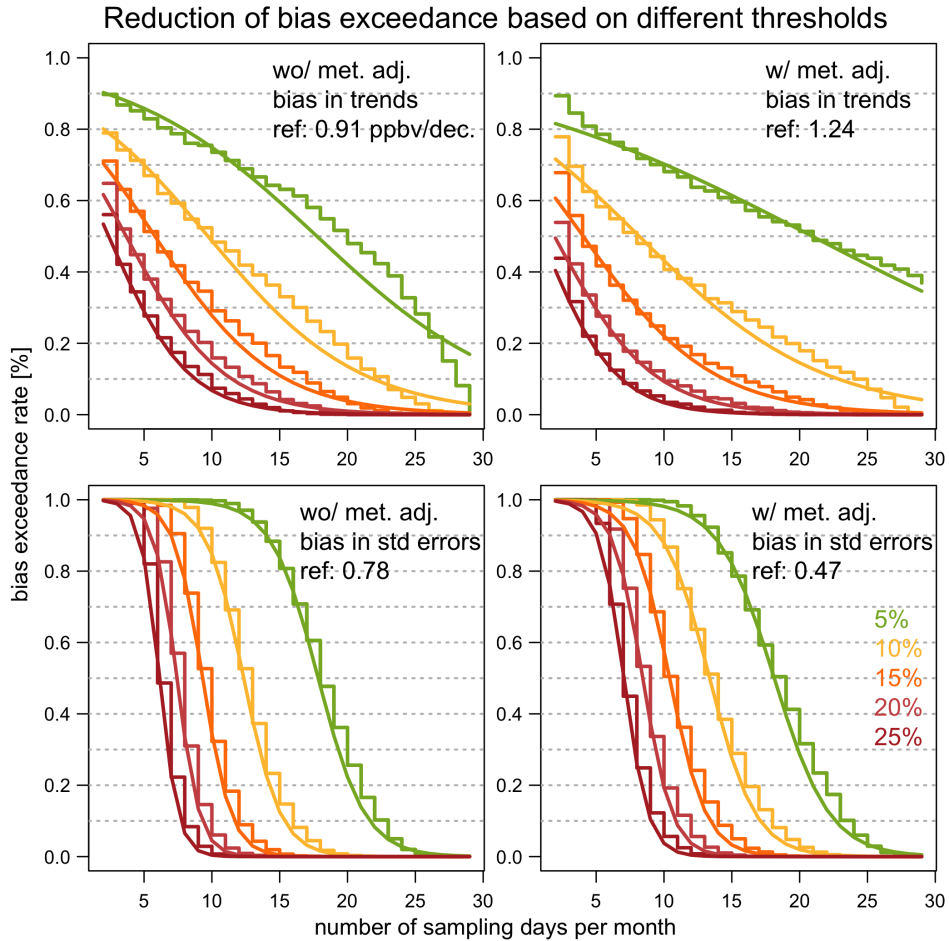 Reduction of bias exceedance based on different thresholds
wo/ met. adj.
bias in trends
ref: 0.91 ppbv/dec.
1.0
0.8
0.6
0.4
0.2
0.0
5 10 15 20 25 30
w/ met. adj.
bias in trends
ref: 1.24
1.0
0.8
0.6
0.4
0.2
0.0
5 10 15 20 25 30
bias exceedance rate [%]
wo/ met. adj.
bias in std errors
ref: 0.78
1.0
0.8
0.6
0.4
0.2
0.0
5 10 15 20 25 30
w/ met. adj.
bias in std errors
ref: 0.47
5%
10%
15%
20%
25%
1.0
0.8
0.6
0.4
0.2
0.0
5 10 15 20 25 30
number of sampling days per month